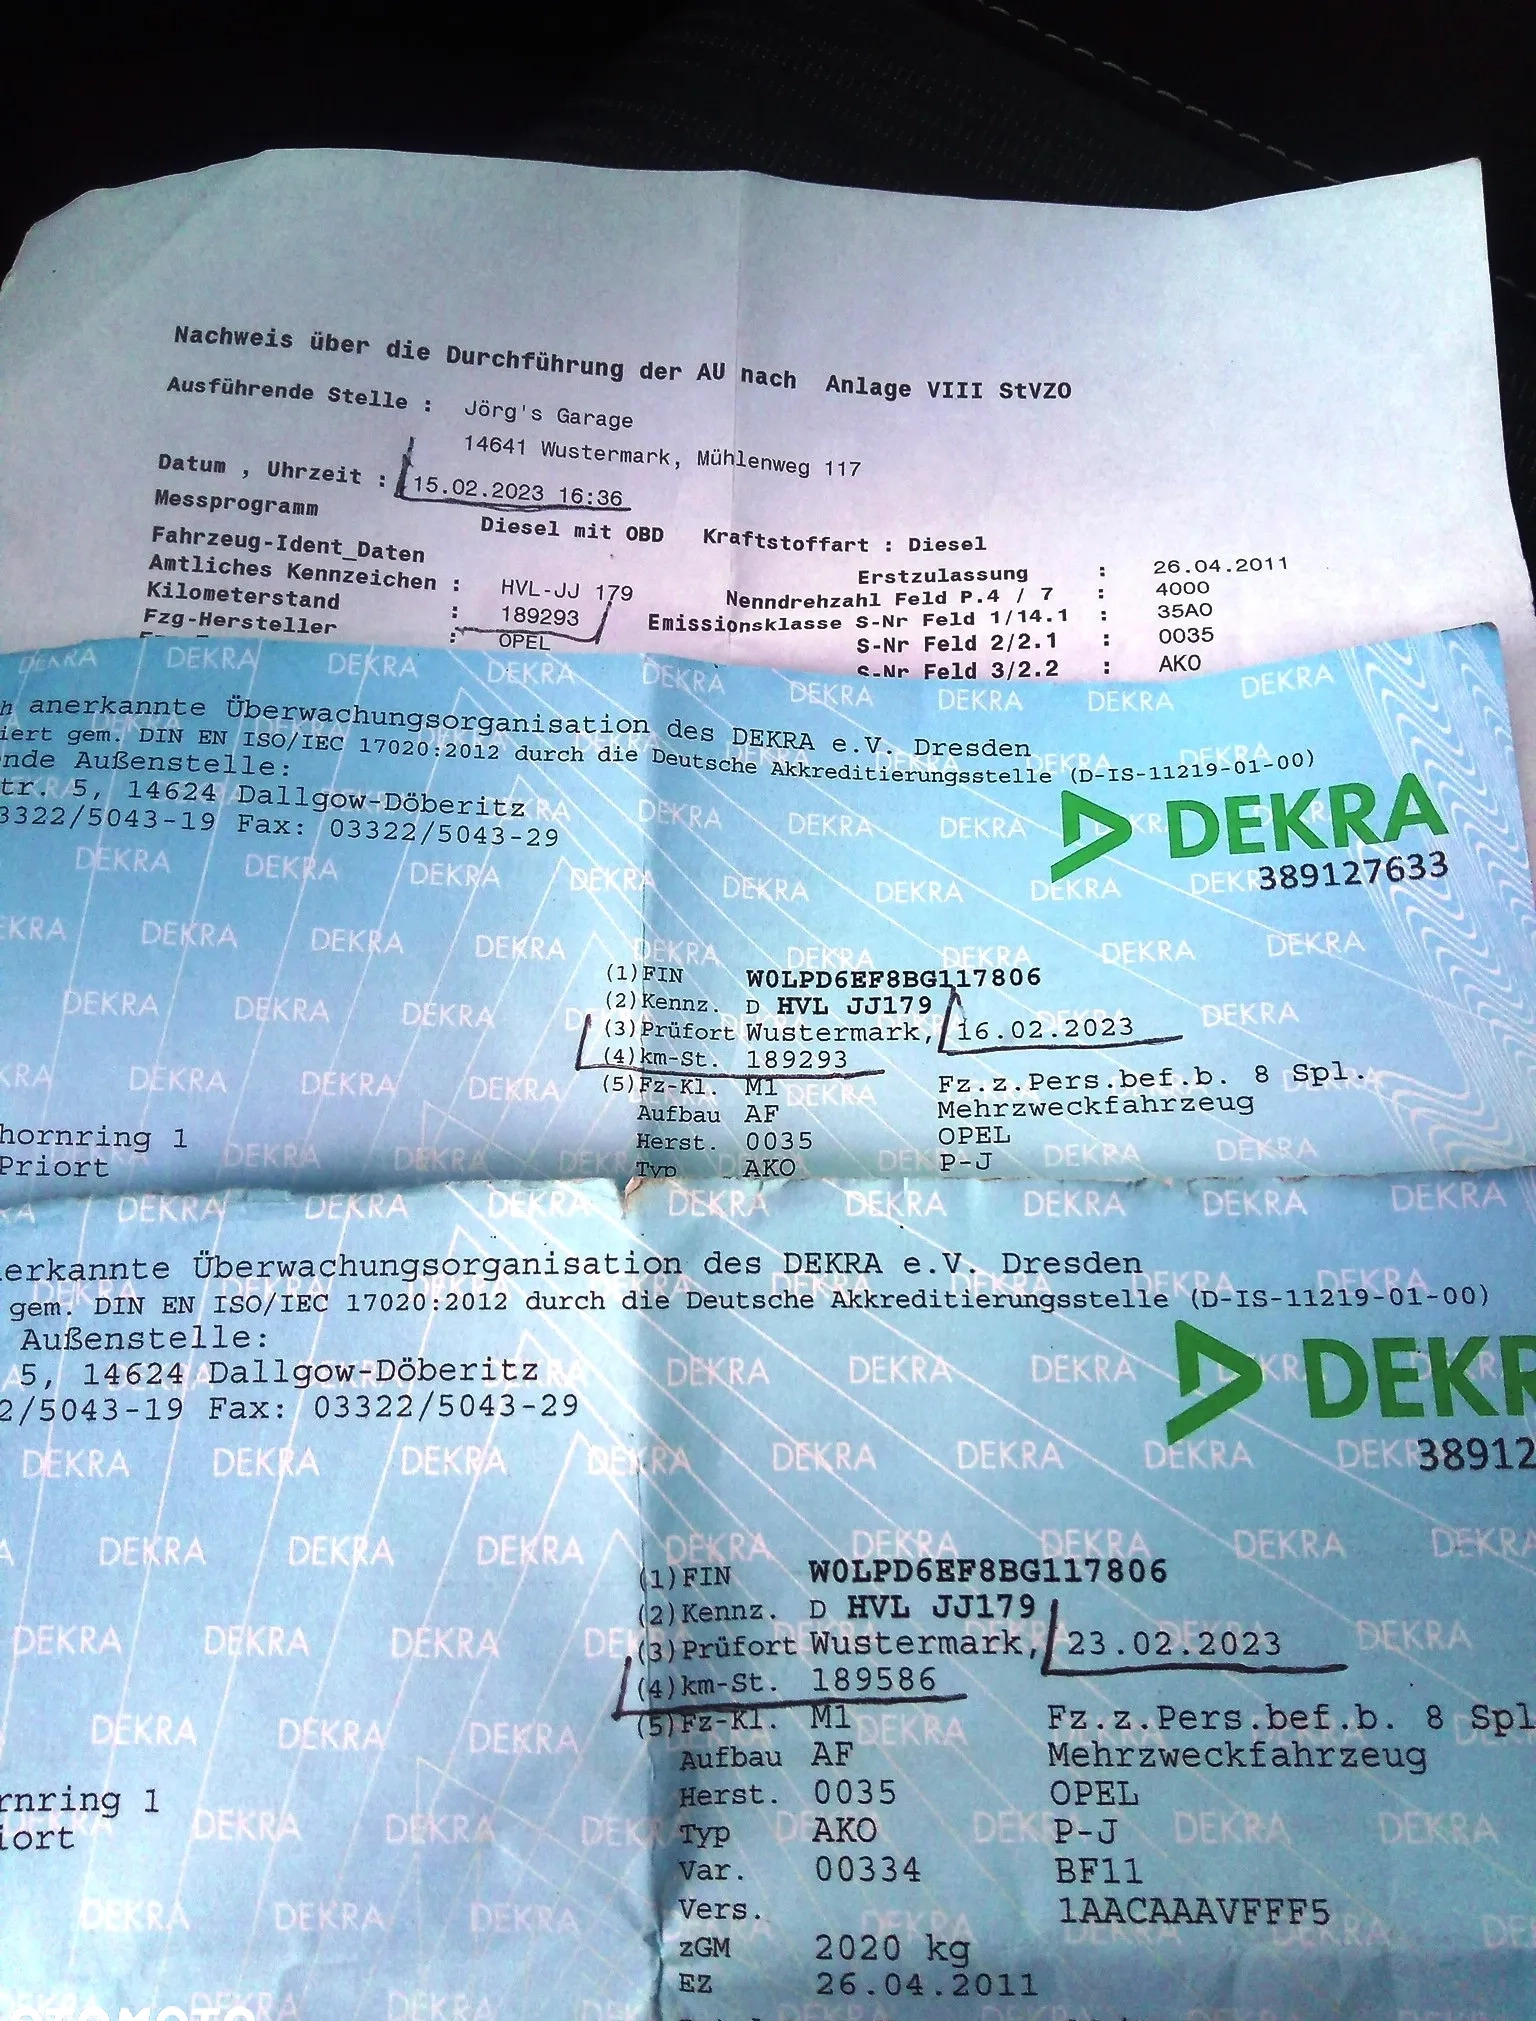 Nachweis über die Durchführung der AU nach Anlage VIII StVZO
Ausführende Stelle : Jörg's Garage
14641 Wustermark, Mühlenweg 117
Datum , Uhrzeit : 15.02.2023 16:36
Messprogramm Diesel mit OBD Kraftstoffart : Diesel
Fahrzeug-Ident_Daten Erstzulassung : 26.04.2011
Amtliches Kennzeichen : HVL-JJ 179 Nenndrehzahl Feld P.4 / 7 : 4000
Kilometerstand : 189293 Emissionsklasse S-Nr Feld 1/14.1 : 35A0
Fzg-Hersteller : OPEL S-Nr Feld 2/2.1 : 0035
S-Nr Feld 3/2.2 : AKO
anerkannte Überwachungsorganisation des DEKRA e.V. Dresden
iert gem. DIN EN ISO/IEC 17020:2012 durch die Deutsche Akkreditierungsstelle (D-IS-11219-01-00)
nde Außenstelle:
tr. 5, 14624 Dallgow-Döberitz
3322/5043-19 Fax: 03322/5043-29
DEKRA
389127633
(1)FIN W0LPD6EF8BG117806
(2)Kennz. D HVL JJ179
(3)Prüfort Wustermark, 16.02.2023
(4)km-St. 189293
(5)Fz-Kl. M1 Fz.z.Pers.bef.b. 8 Spl.
Aufbau AF Mehrzweckfahrzeug
hornring 1 Herst. 0035 OPEL
Priort Typ AKO P-J
erkannte Überwachungsorganisation des DEKRA e.V. Dresden
gem. DIN EN ISO/IEC 17020:2012 durch die Deutsche Akkreditierungsstelle (D-IS-11219-01-00)
Außenstelle:
5, 14624 Dallgow-Döberitz
2/5043-19 Fax: 03322/5043-29
DEKR
38912
(1)FIN W0LPD6EF8BG117806
(2)Kennz. D HVL JJ179
(3)Prüfort Wustermark, 23.02.2023
(4)km-St. 189586
(5)Fz-Kl. M1 Fz.z.Pers.bef.b. 8 Spl
Aufbau AF Mehrzweckfahrzeug
rnring 1 Herst. 0035 OPEL
iort Typ AKO P-J
Var. 00334 BF11
Vers. 1AACAAAVFFF5
zGM 2020 kg
EZ 26.04.2011
OTOMOTO